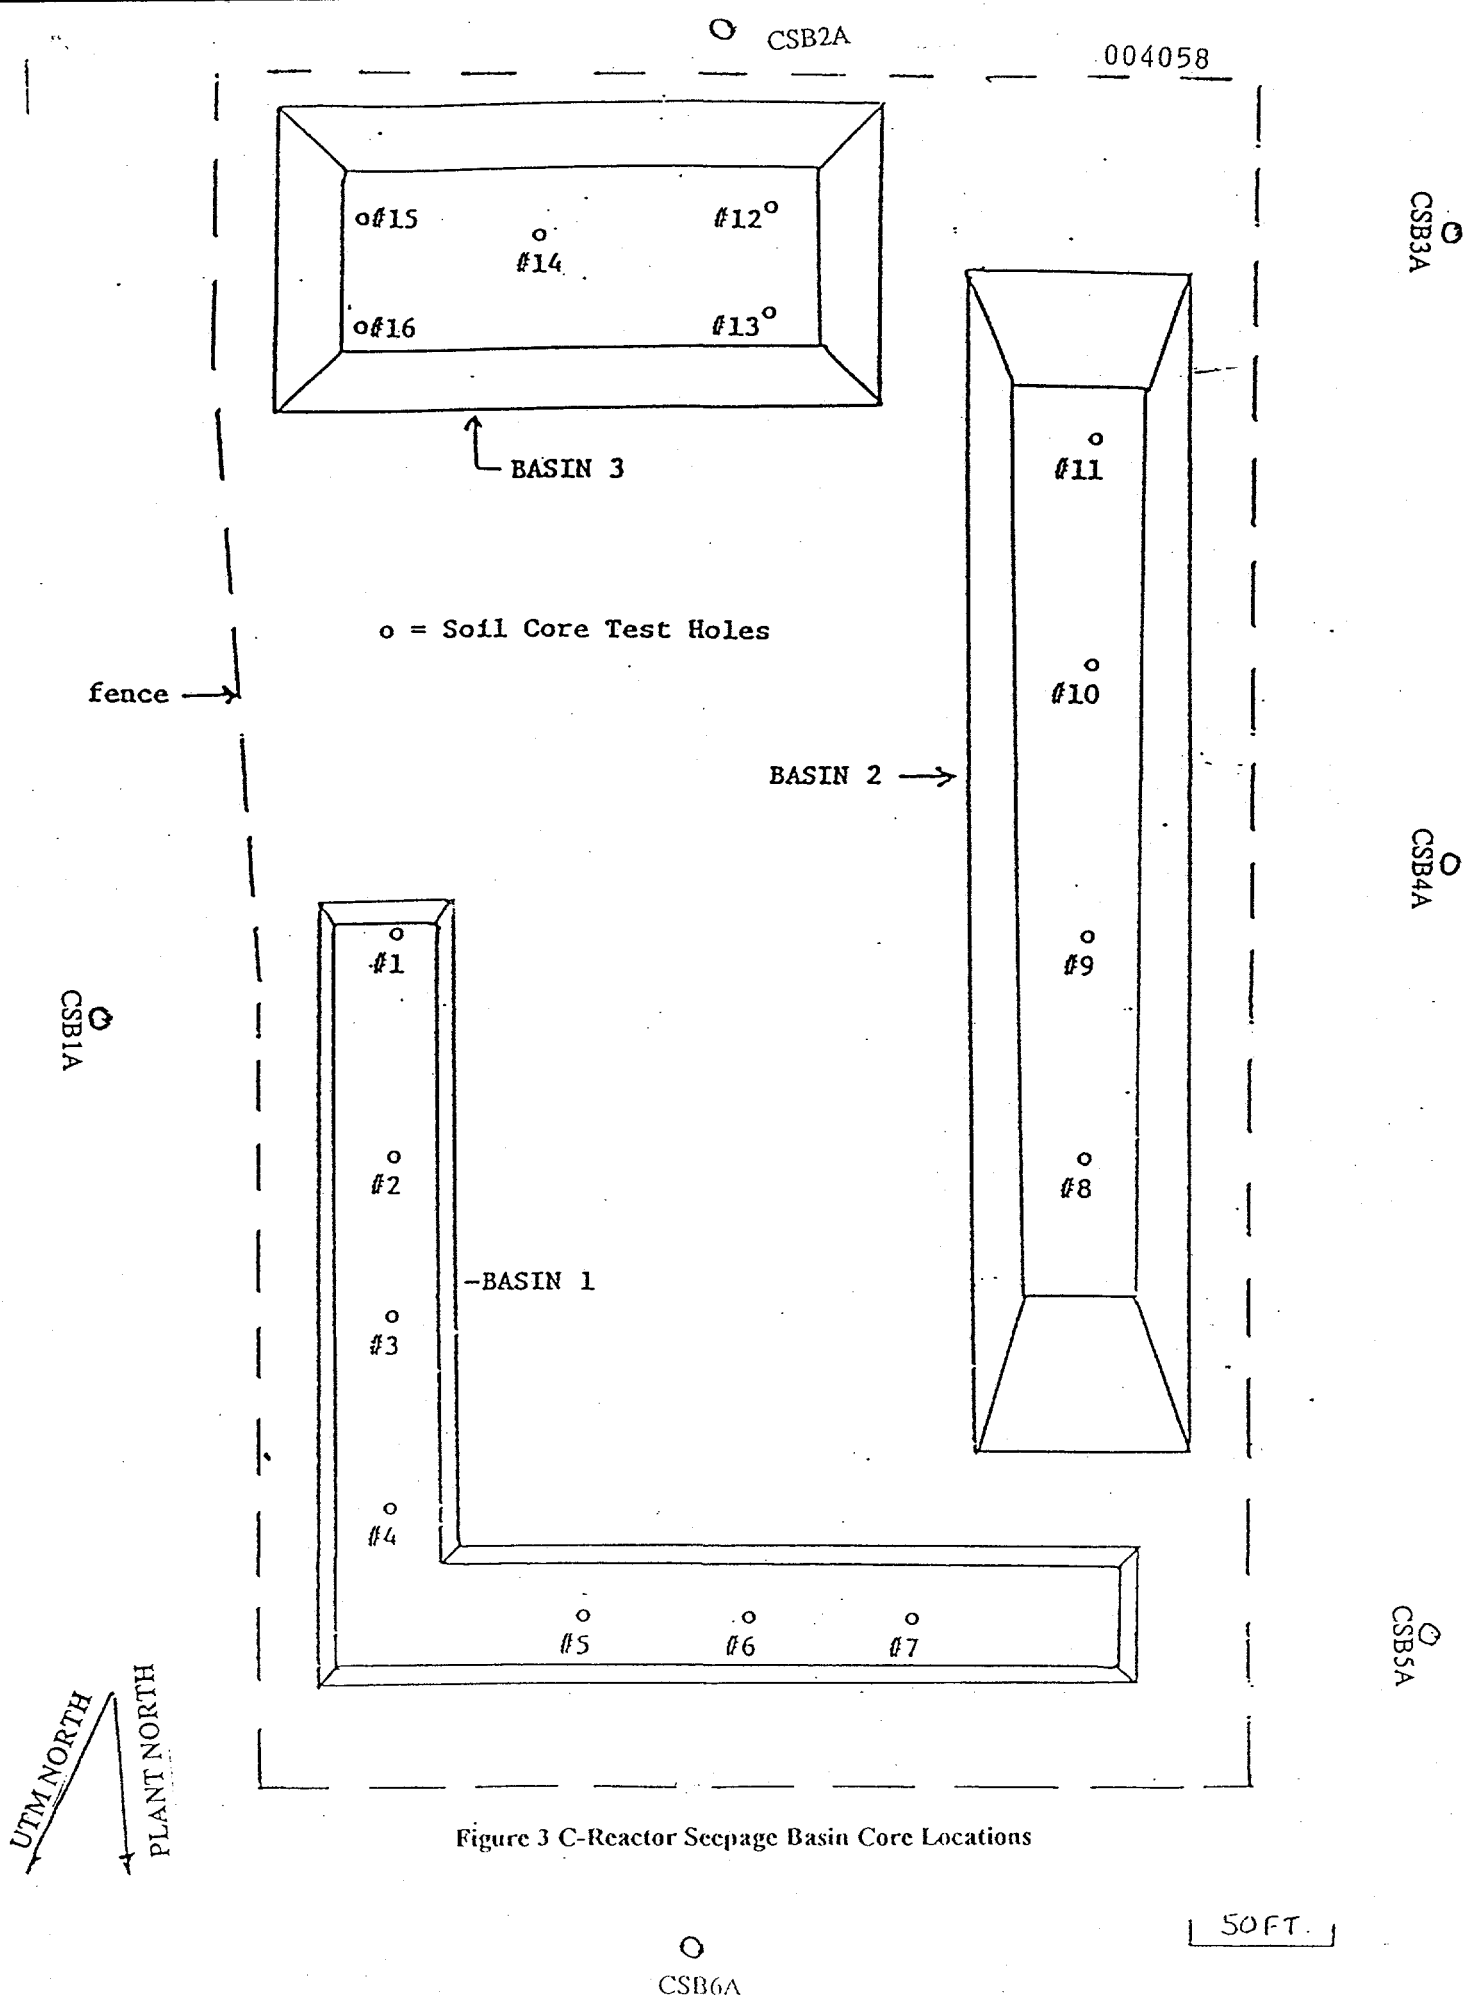 CSB2A
004058
CSB3A
#15
#12
#14
#16
#13
BASIN 3
#11
o = Soil Core Test Holes
fence
#10
BASIN 2
CSB4A
#1
#9
CSB1A
#2
#8
BASIN 1
#3
#4
#5
#6
#7
CSB5A
UTM NORTH
PLANT NORTH
Figure 3 C-Reactor Seepage Basin Core Locations
50FT.
CSB6A